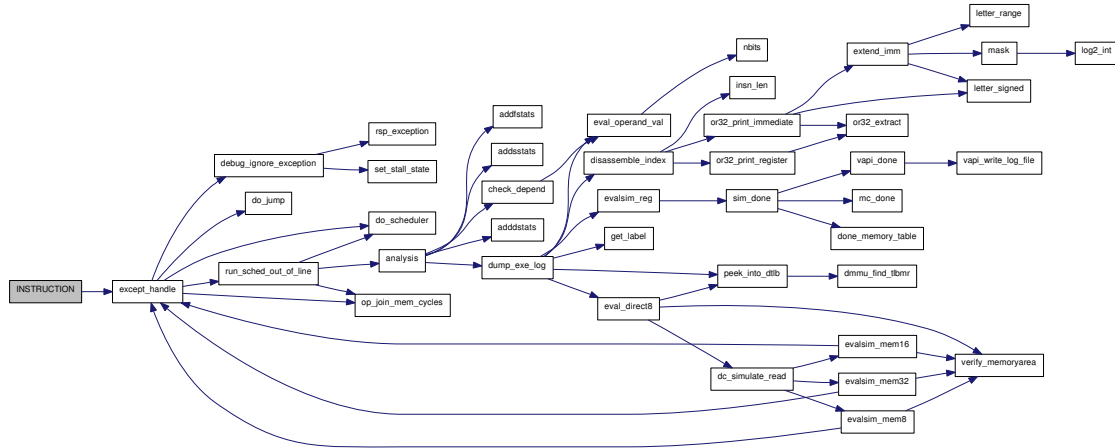 letter_range
nbits
extend_imm
mask
log2_int
insn_len
letter_signed
addfstats
eval_operand_val
or32_print_immediate
or32_extract
rsp_exception
addsstats
disassemble_index
or32_print_register
debug_ignore_exception
set_stall_state
check_depend
vapi_done
vapi_write_log_file
do_jump
evalsim_reg
sim_done
mc_done
do_scheduler
adddstats
get_label
done_memory_table
analysis
dump_exe_log
run_sched_out_of_line
peek_into_dtlb
dmmu_find_tlbmr
INSTRUCTION
except_handle
op_join_mem_cycles
eval_direct8
evalsim_mem16
verify_memoryarea
dc_simulate_read
evalsim_mem32
evalsim_mem8